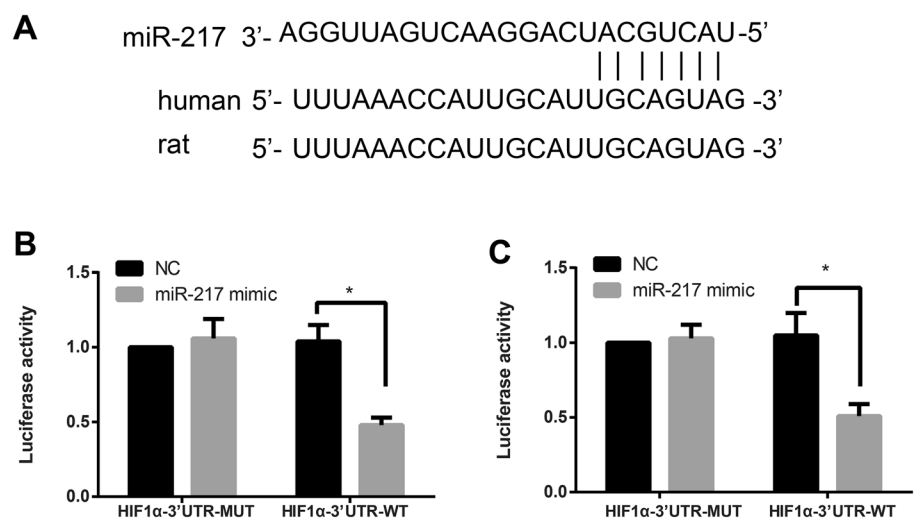 A
miR-217 3’- AGGUUAGUCAAGGACUACGUCAU-5’
human 5’- UUUAAACCAUUGCAUUGCAGUAG -3’
rat 5’- UUUAAACCAUUGCAUUGCAGUAG -3’
B
NC
miR-217 mimic
*
Luciferase activity
1.5
1.0
0.5
0.0
HIF1α-3’UTR-MUT HIF1α-3’UTR-WT
C
NC
miR-217 mimic
*
Luciferase activity
1.5
1.0
0.5
0.0
HIF1α-3’UTR-MUT HIF1α-3’UTR-WT